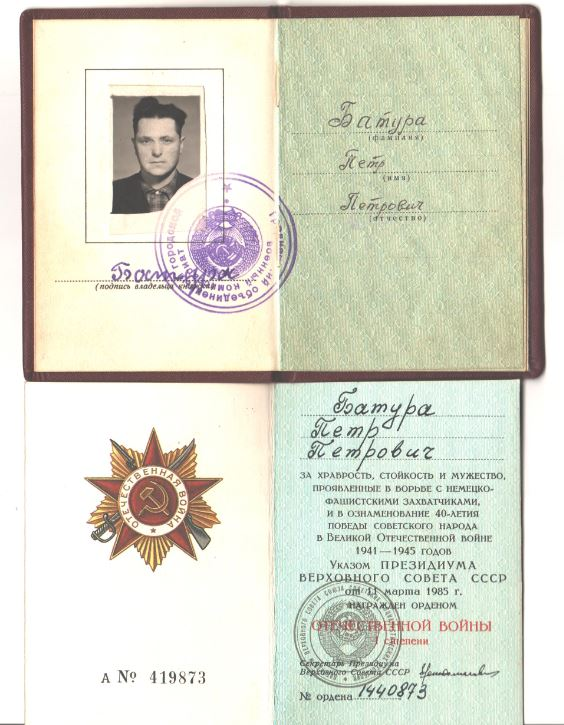 Батура
(фамилия)
Петр
(имя)
Петрович
(отчество)
Батура
(подпись владельца книжки)
Батура
Петр
Петрович
ЗА ХРАБРОСТЬ, СТОЙКОСТЬ И МУЖЕСТВО,
ПРОЯВЛЕННЫЕ В БОРЬБЕ С НЕМЕЦКО-
ФАШИСТСКИМИ ЗАХВАТЧИКАМИ,
И В ОЗНАМЕНОВАНИЕ 40-ЛЕТИЯ
ПОБЕДЫ СОВЕТСКОГО НАРОДА
В ВЕЛИКОЙ ОТЕЧЕСТВЕННОЙ ВОЙНЕ
1941—1945 ГОДОВ
УКАЗОМ ПРЕЗИДИУМА
ВЕРХОВНОГО СОВЕТА СССР
от 11 марта 1985 г.
НАГРАЖДЕН ОРДЕНОМ
ОТЕЧЕСТВЕННОЙ ВОЙНЫ
I степени
Секретарь Президиума
Верховного Совета СССР
№ ордена 1440873
ОТЕЧЕСТВЕННАЯ ВОЙНА
А № 419873